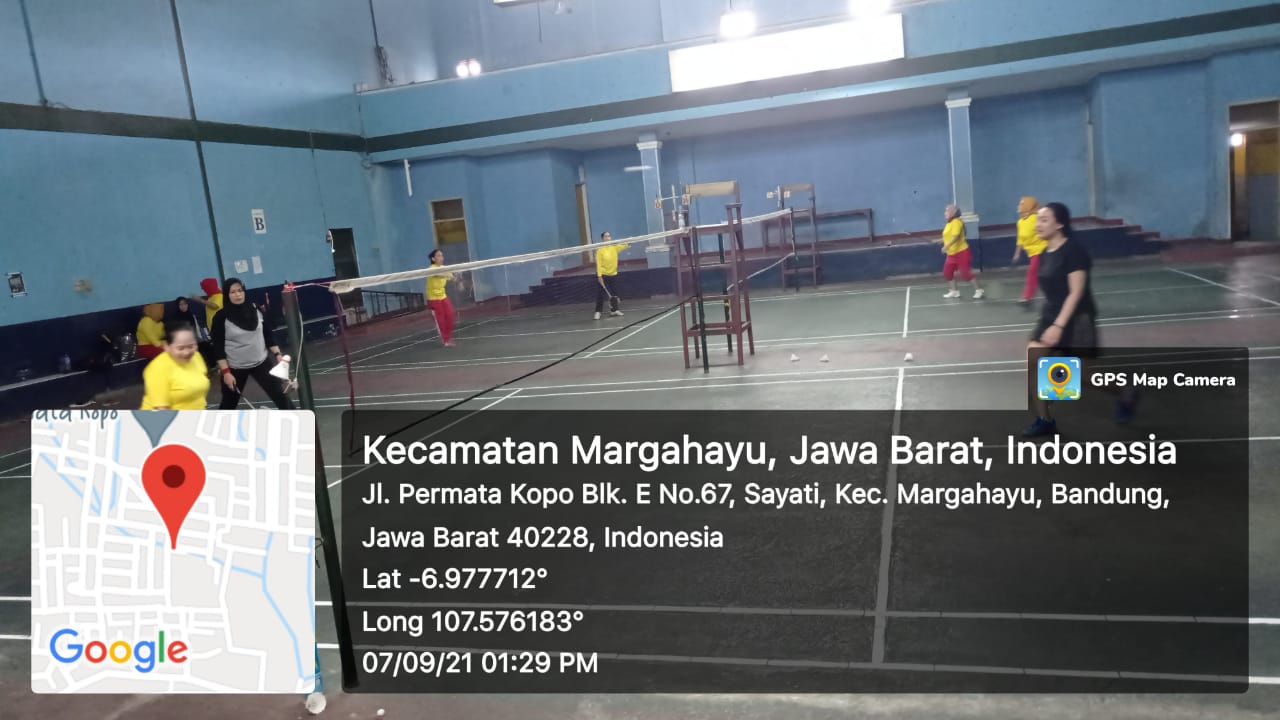 B
GPS Map Camera
Kopo
Kecamatan Margahayu, Jawa Barat, Indonesia
Jl. Permata Kopo Blk. E No.67, Sayati, Kec. Margahayu, Bandung,
Jawa Barat 40228, Indonesia
Lat -6.977712°
Long 107.576183°
07/09/21 01:29 PM
Google